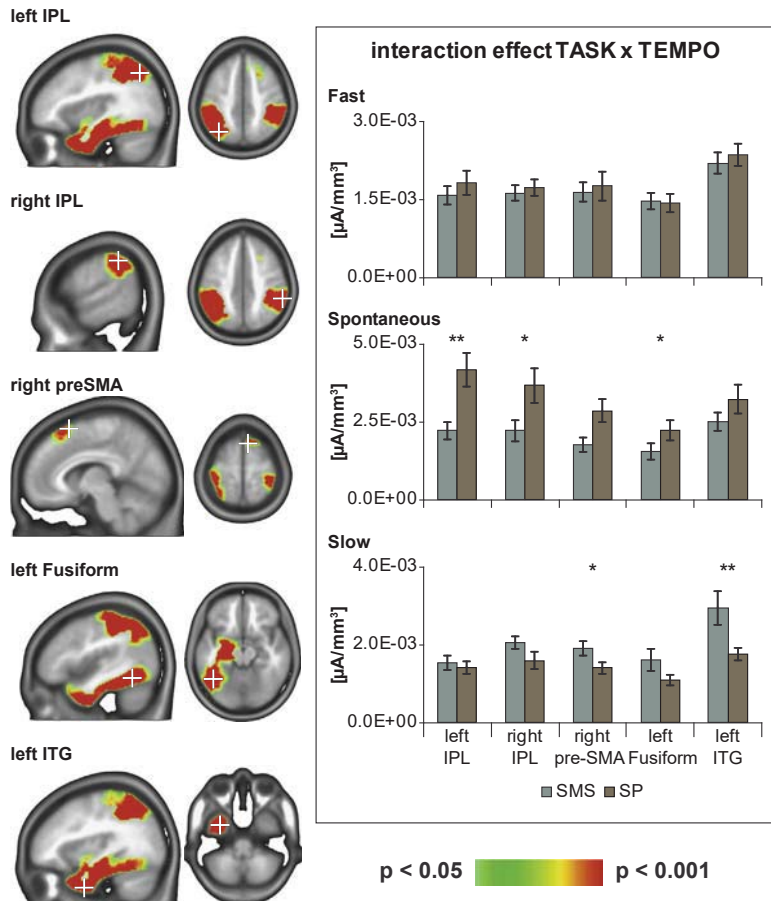 left IPL
right IPL
right preSMA
left Fusiform
left ITG
interaction effect TASK x TEMPO
Fast
3.0E-03
1.5E-03
0.0E+00
[µA/mm³]
Spontaneous
5.0E-03
2.5E-03
0.0E+00
[µA/mm³]
** * *
Slow
4.0E-03
2.0E-03
0.0E+00
[µA/mm³]
* **
left right right left left
IPL IPL pre-SMA Fusiform ITG
SMS SP
p < 0.05 p < 0.001